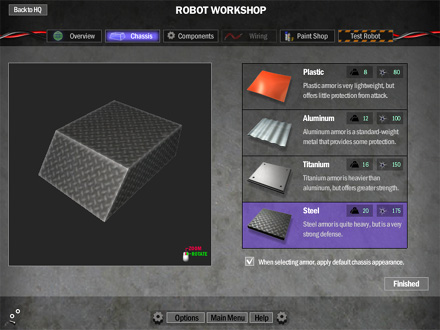 Back to HQ
ROBOT WORKSHOP
Overview
Chassis
Components
Wiring
Paint Shop
Test Robot
Plastic 8 80
Plastic armor is very lightweight, but
offers little protection from attack.
Aluminum 12 100
Aluminum armor is a standard-weight
metal that provides some protection.
Titanium 16 150
Titanium armor is heavier than
aluminum, but offers greater strength.
Steel 20 175
Steel armor is quite heavy, but is a very
strong defense.
=ZOOM
=ROTATE
When selecting armor, apply default chassis appearance.
Finished
Options
Main Menu
Help